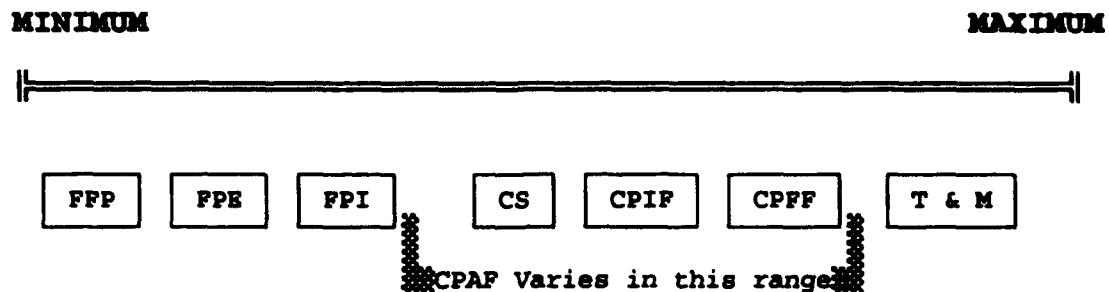 MINIMUM MAXIMUM
FFP FPE FPI CS CPIF CPFF T & M
CPAF Varies in this range